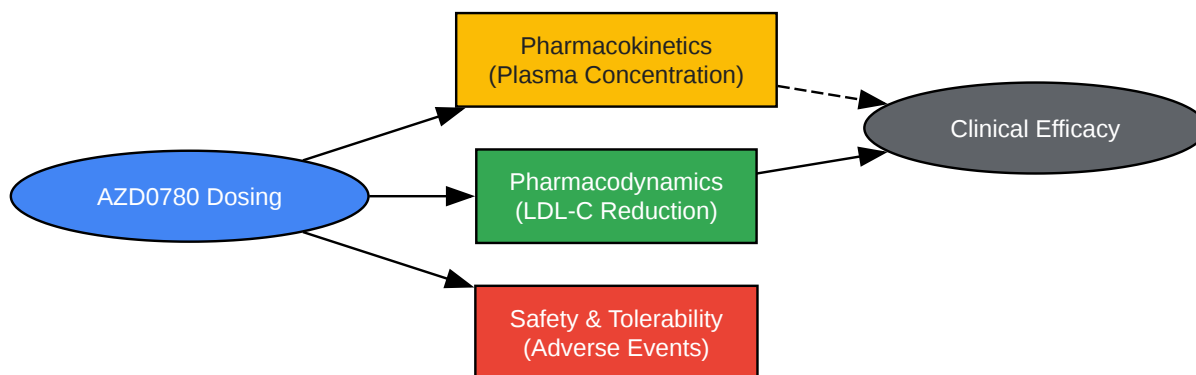 Pharmacokinetics
(Plasma Concentration)
Clinical Efficacy
AZD0780 Dosing
Pharmacodynamics
(LDL-C Reduction)
Safety & Tolerability
(Adverse Events)